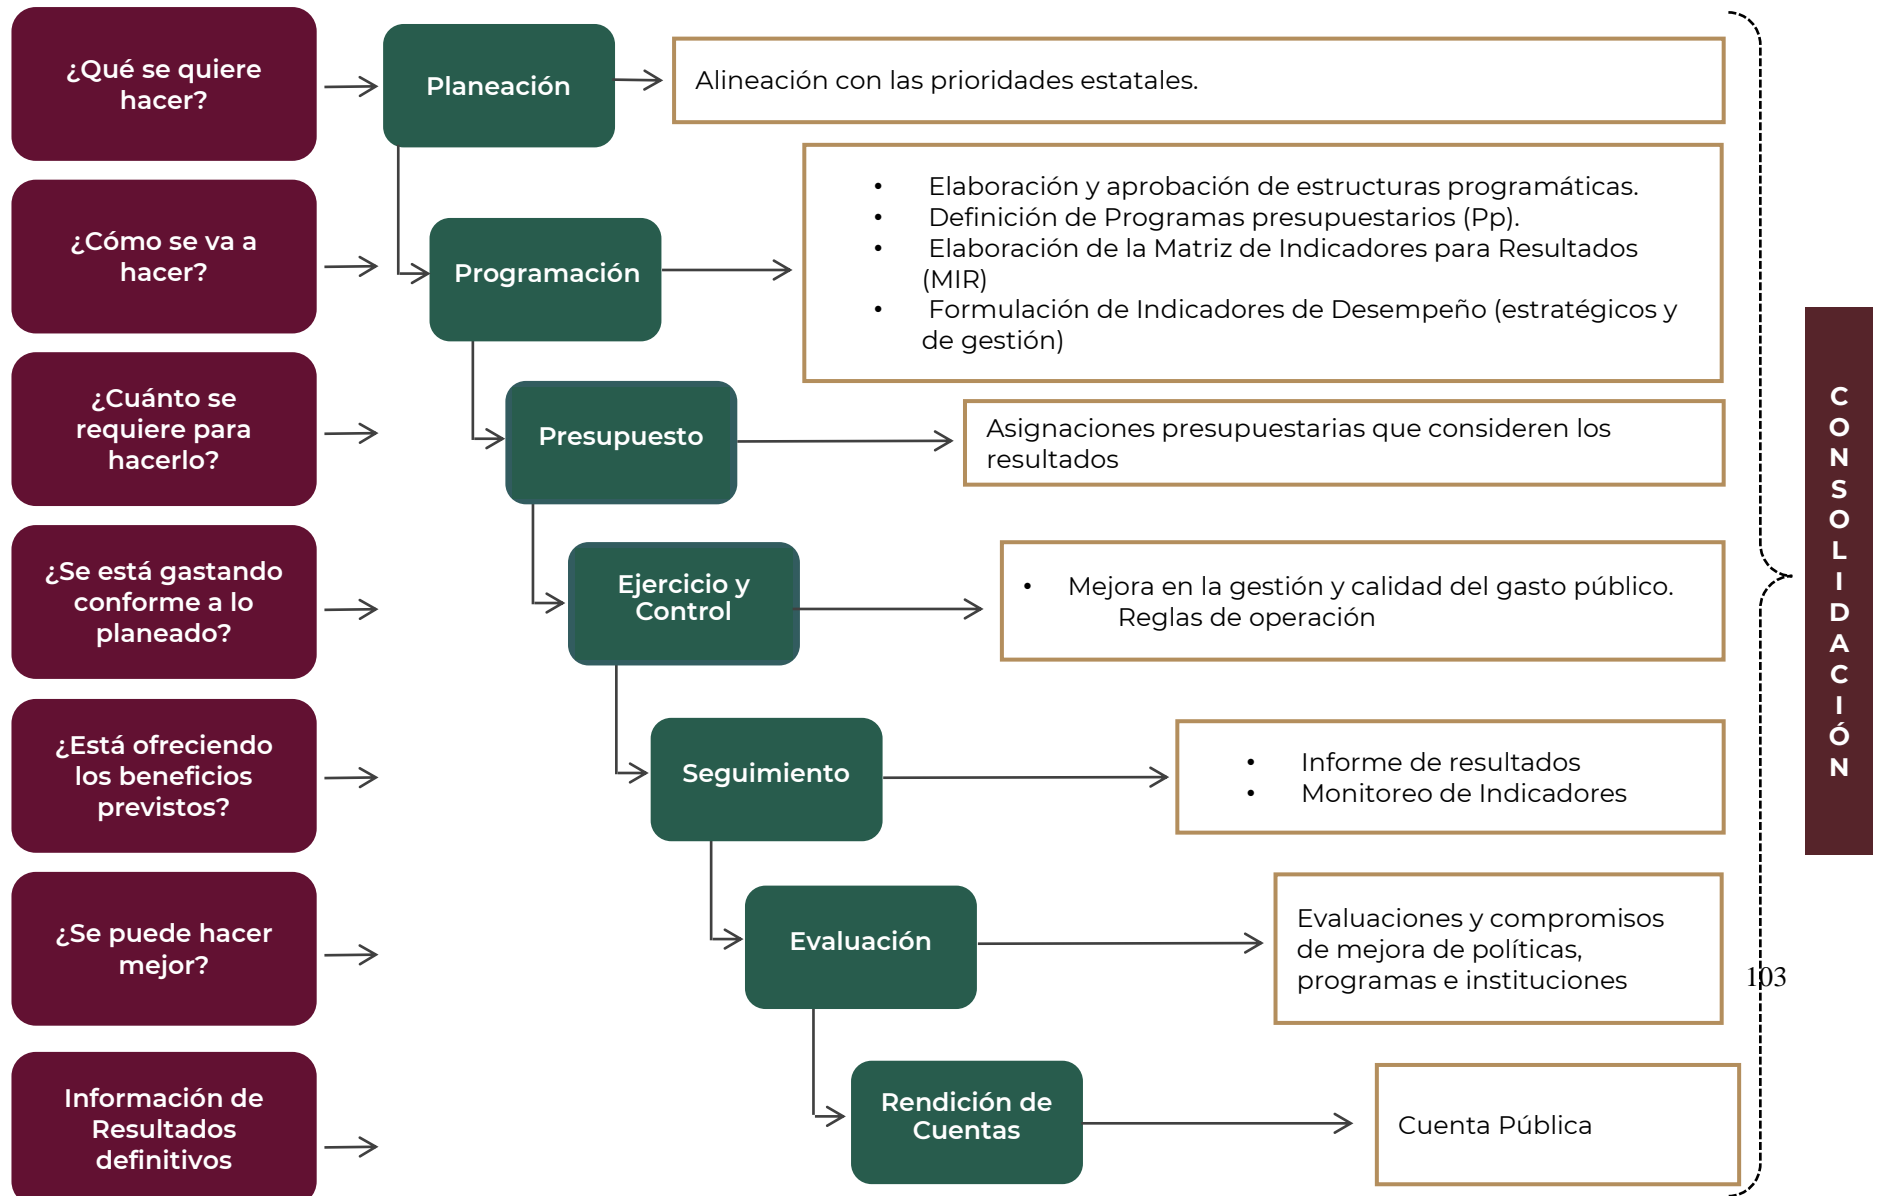 ¿Qué se quiere
hacer?
Planeación
Alineación con las prioridades estatales.
¿Cómo se va a
hacer?
Programación
• Elaboración y aprobación de estructuras programáticas.
• Definición de Programas presupuestarios (Pp).
• Elaboración de la Matriz de Indicadores para Resultados
(MIR)
• Formulación de Indicadores de Desempeño (estratégicos y
de gestión)
¿Cuánto se
requiere para
hacerlo?
Presupuesto
Asignaciones presupuestarias que consideren los
resultados
¿Se está gastando
conforme a lo
planeado?
Ejercicio y
Control
• Mejora en la gestión y calidad del gasto público.
Reglas de operación
¿Está ofreciendo
los beneficios
previstos?
Seguimiento
• Informe de resultados
• Monitoreo de Indicadores
¿Se puede hacer
mejor?
Evaluación
Evaluaciones y compromisos
de mejora de políticas,
programas e instituciones
103
Información de
Resultados
definitivos
Rendición de
Cuentas
Cuenta Pública
CONSOLIDACIÓN